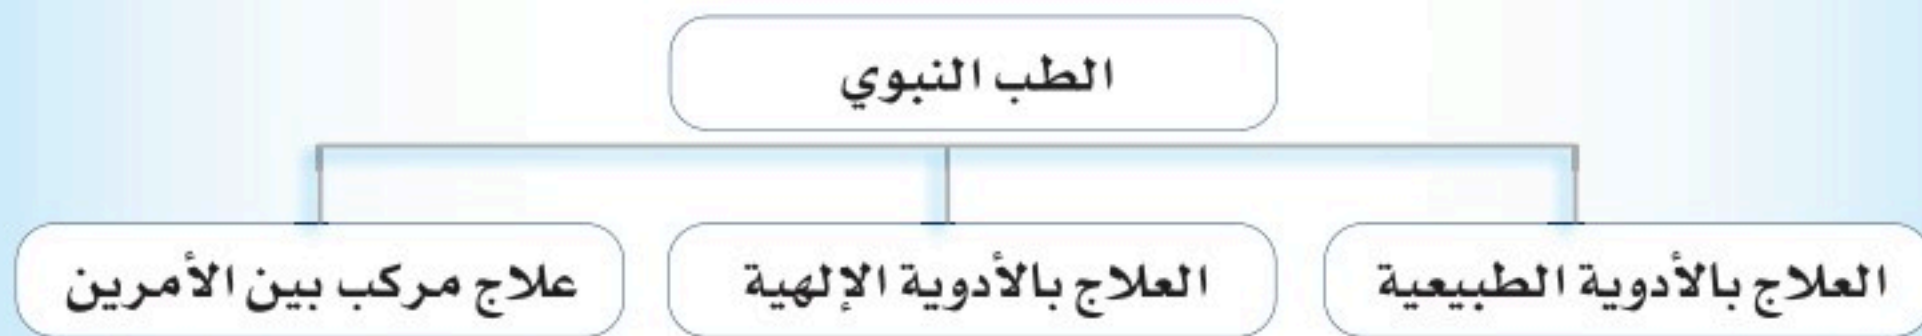 الطب النبوي
العلاج بالأدوية الطبيعية
العلاج بالأدوية الإلهية
علاج مركب بين الأمرين